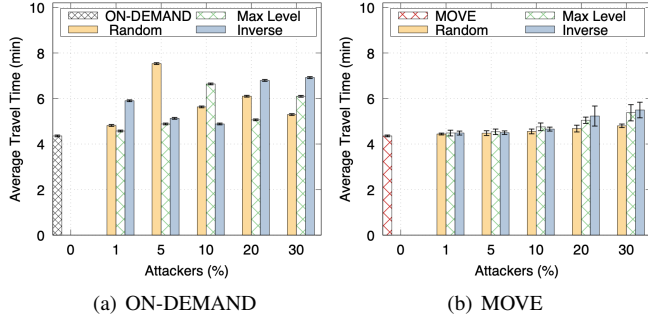 ON-DEMAND
Random
Max Level
Inverse
Average Travel Time (min)
10
8
6
4
2
0
0 1 5 10 20 30
Attackers (%)
(a) ON-DEMAND
MOVE
Random
Max Level
Inverse
Average Travel Time (min)
10
8
6
4
2
0
0 1 5 10 20 30
Attackers (%)
(b) MOVE